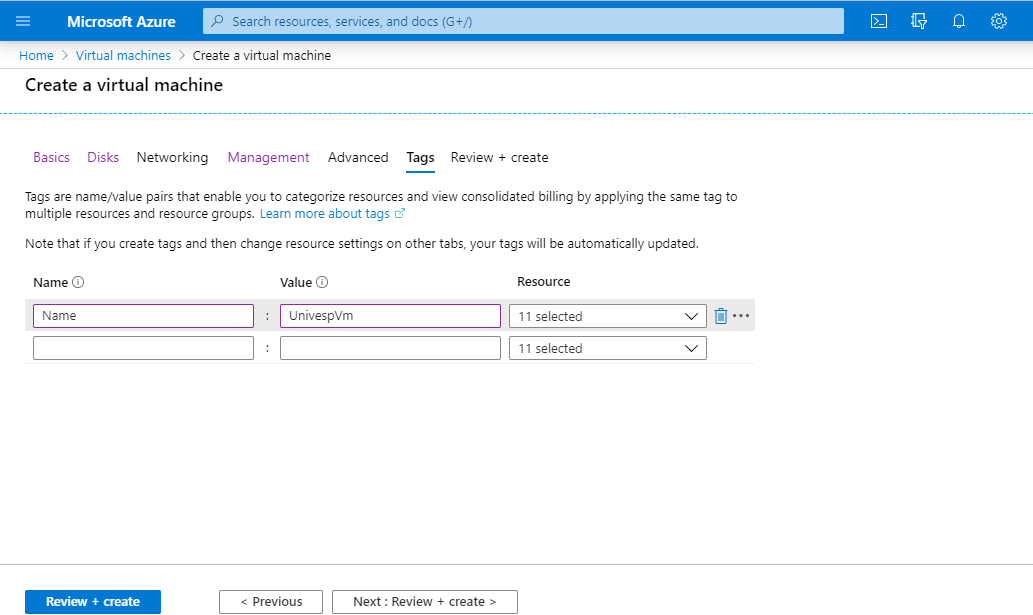 Microsoft Azure Search resources, services, and docs (G+/)
Home > Virtual machines > Create a virtual machine
Create a virtual machine
Basics Disks Networking Management Advanced Tags Review + create
Tags are name/value pairs that enable you to categorize resources and view consolidated billing by applying the same tag to
multiple resources and resource groups. Learn more about tags
Note that if you create tags and then change resource settings on other tabs, your tags will be automatically updated.
Name Value Resource
Name : UnivespVm 11 selected
: 11 selected
Review + create < Previous Next : Review + create >